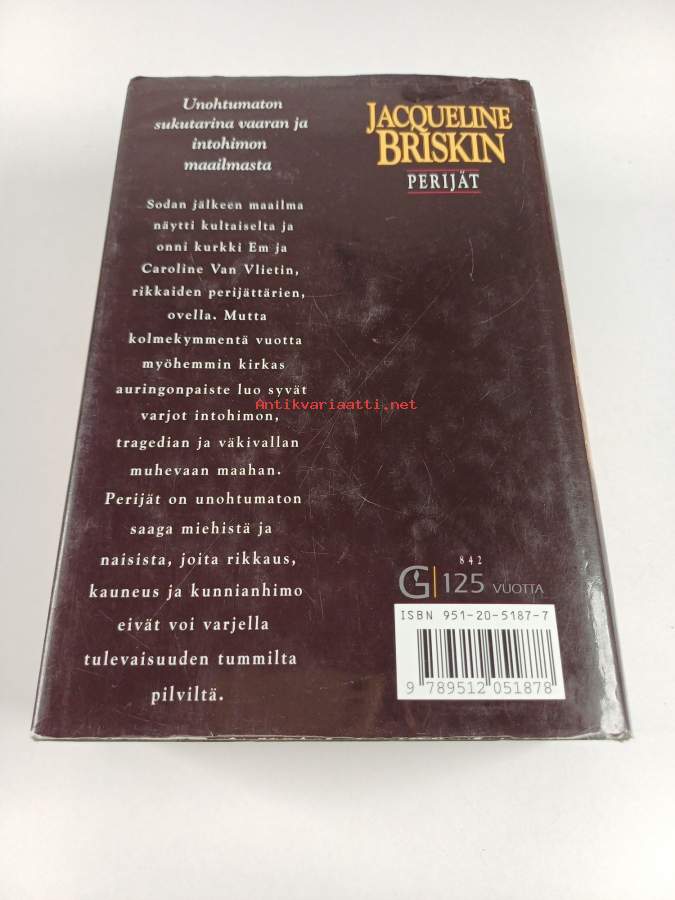 Unohtumaton
sukutarina vaaran ja
intohimon
maailmasta
Sodan jälkeen maailma
näytti kultaiselta ja
onni kurkki Em ja
Caroline Van Vlietin,
rikkaiden perijättärien,
ovella. Mutta
kolmekymmentä vuotta
myöhemmin kirkas
auringonpaiste luo syvät
varjot intohimon,
tragedian ja väkivallan
muhevaan maahan.
Perijät on unohtumaton
saaga miehistä ja
naisista, joita rikkaus,
kauneus ja kunnianhimo
eivät voi varjella
tulevaisuuden tummilta
pilviltä.
JACQUELINE
BRISKIN
PERIJÄT
Antikvariaatti.net
842
G 125 VUOTTA
ISBN 951-20-5187-7
9 789512 051878